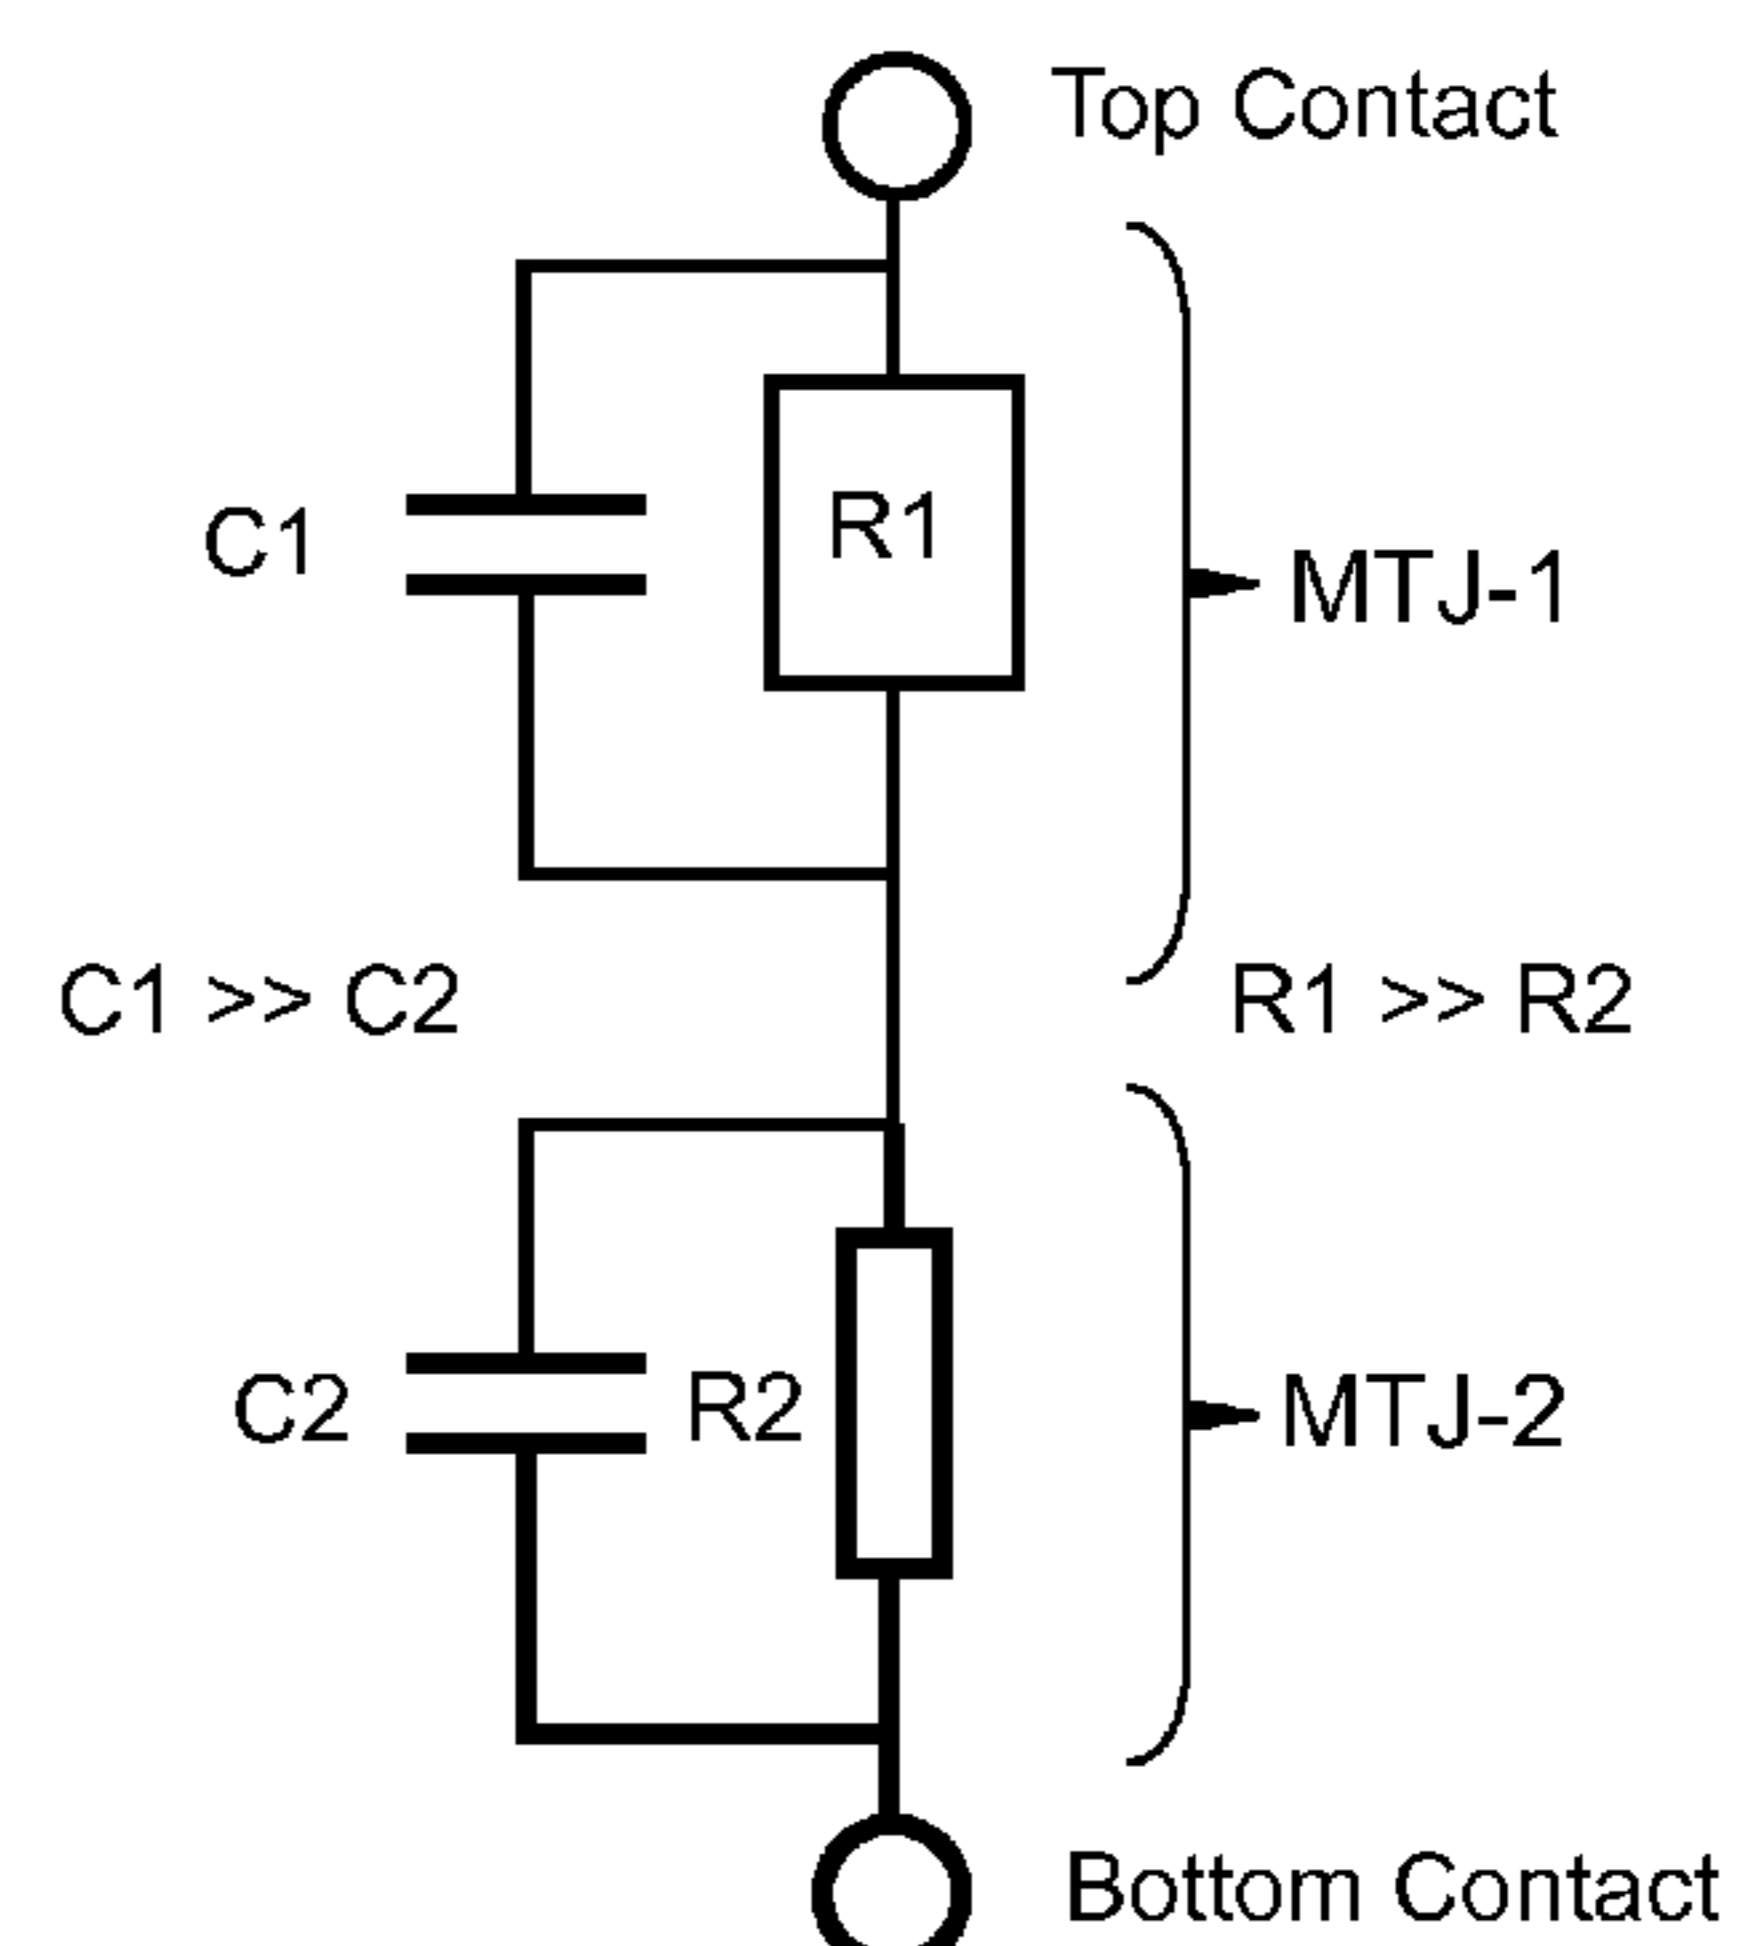 Top Contact
C1
R1
MTJ-1
C1 >> C2
R1 >> R2
C2
R2
MTJ-2
Bottom Contact